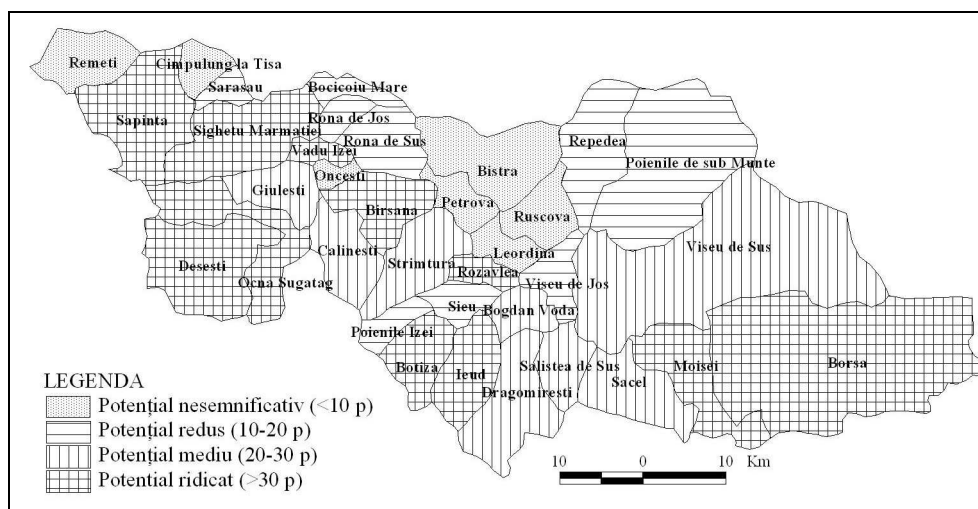 Remeti
Cimpulung la Tisa
Sarasau
Bocicoiu Mare
Sapinta
Sighetu Marmatiei
Rona de Jos
Rona de Sus
Repedea
Vadu Izei
Poienile de sub Munte
Oncesti
Bistra
Giulesti
Birsana
Petrova
Ruscova
Calinesti
Leordina
Viseu de Sus
Desesti
Strimtura
Ocna Sugatag
Rozavlea
Viseu de Jos
Sieu
Bogdan Voda
Poienile Izei
Botiza
Ieud
Salistea de Sus
Moisei
Borsa
Dragomiresti
Sacel
LEGENDA
Potențial nesemnificativ (<10 p)
Potențial redus (10-20 p)
Potențial mediu (20-30 p)
Potential ridicat (>30 p)
10 0 10 Km